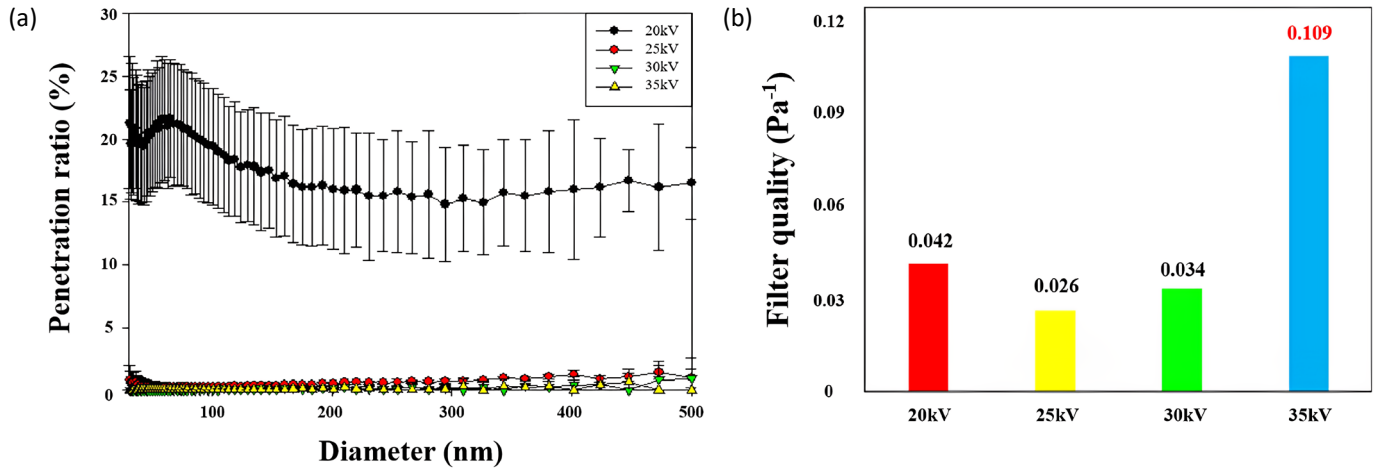 (a)
30
25
20
15
10
5
0
Penetration ratio (%)
100
200
300
400
500
Diameter (nm)
20kV
25kV
30kV
35kV
(b)
0.12
0.09
0.06
0.03
0
Filter quality (Pa-1)
0.042
0.026
0.034
0.109
20kV
25kV
30kV
35kV